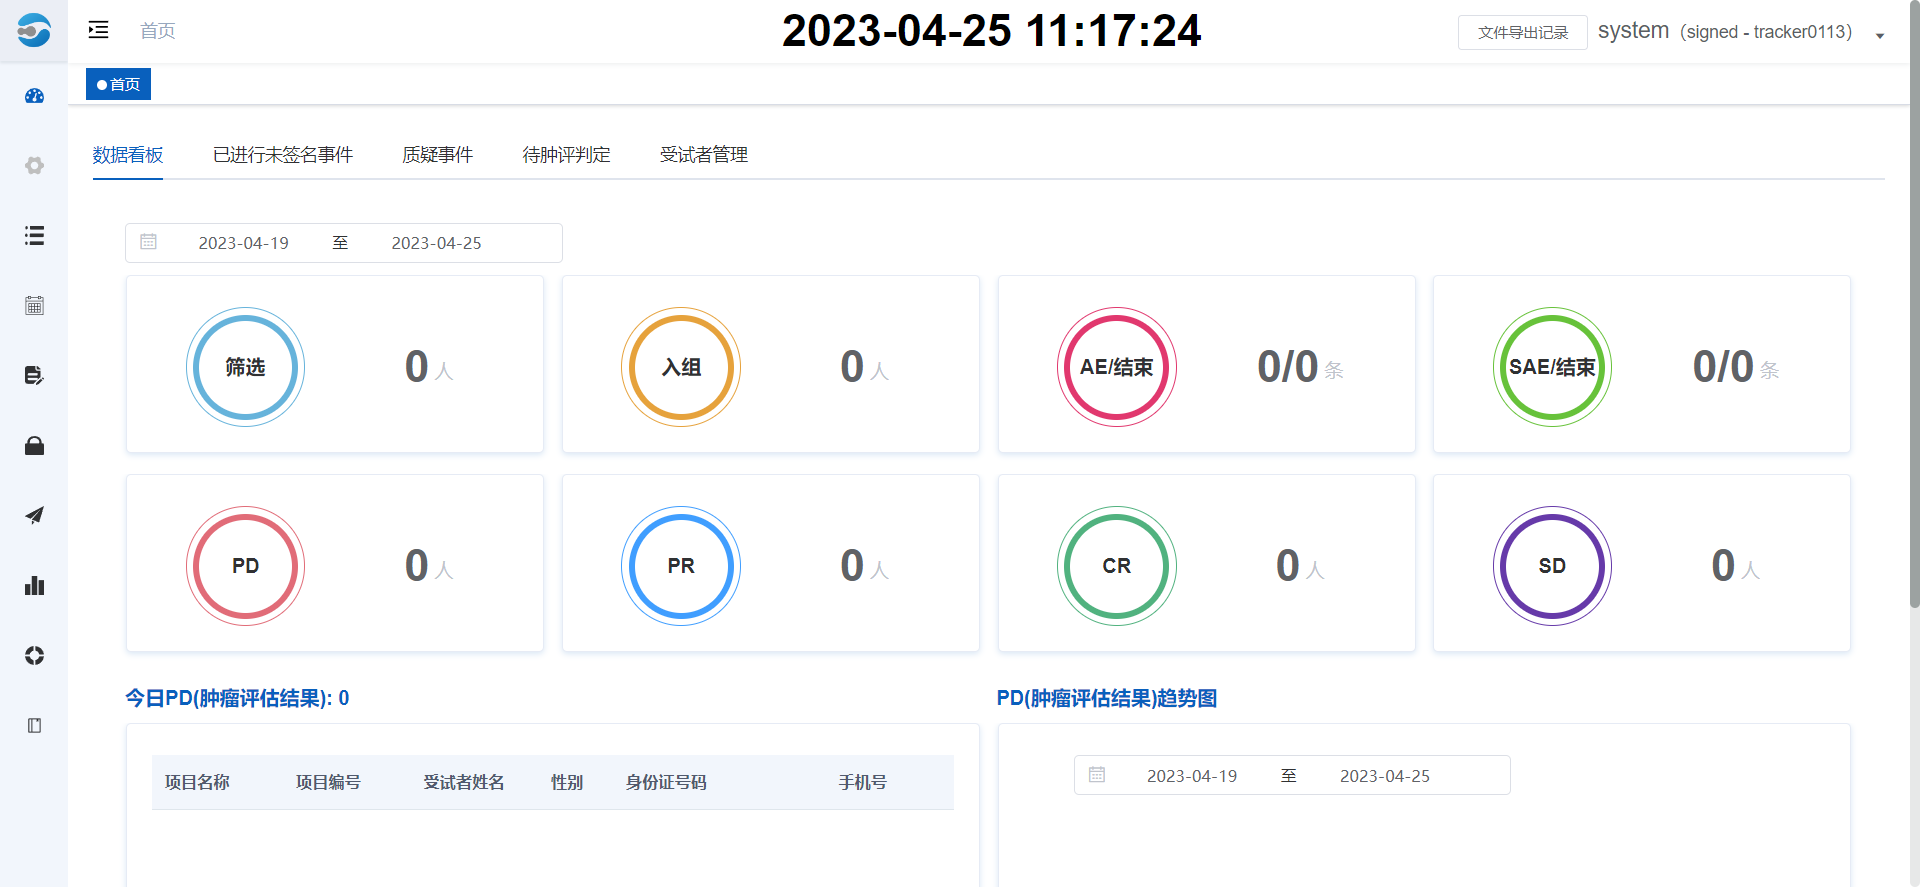 首页
2023-04-25 11:17:24
文件导出记录
system（signed - tracker0113）
首页
数据看板 已进行未签名事件 质疑事件 待肿评判定 受试者管理
2023-04-19 至 2023-04-25
筛选 0 人
入组 0 人
AE/结束 0/0 条
SAE/结束 0/0 条
PD 0 人
PR 0 人
CR 0 人
SD 0 人
今日PD(肿瘤评估结果): 0
项目名称 项目编号 受试者姓名 性别 身份证号码 手机号
PD(肿瘤评估结果)趋势图
2023-04-19 至 2023-04-25